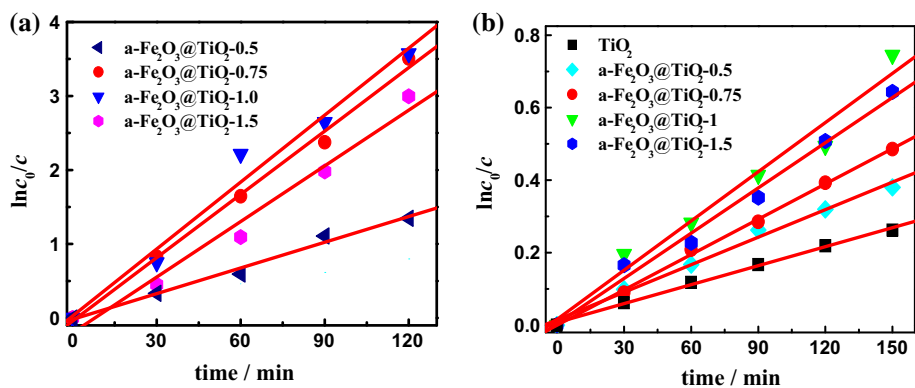 (a)
4
3
2
1
0
a-Fe₂O₃@TiO₂-0.5
a-Fe₂O₃@TiO₂-0.75
a-Fe₂O₃@TiO₂-1.0
a-Fe₂O₃@TiO₂-1.5
lnc₀/c
0 30 60 90 120
time / min
(b)
0.8
0.6
0.4
0.2
0.0
TiO₂
a-Fe₂O₃@TiO₂-0.5
a-Fe₂O₃@TiO₂-0.75
a-Fe₂O₃@TiO₂-1
a-Fe₂O₃@TiO₂-1.5
lnc₀/c
0 30 60 90 120 150
time / min